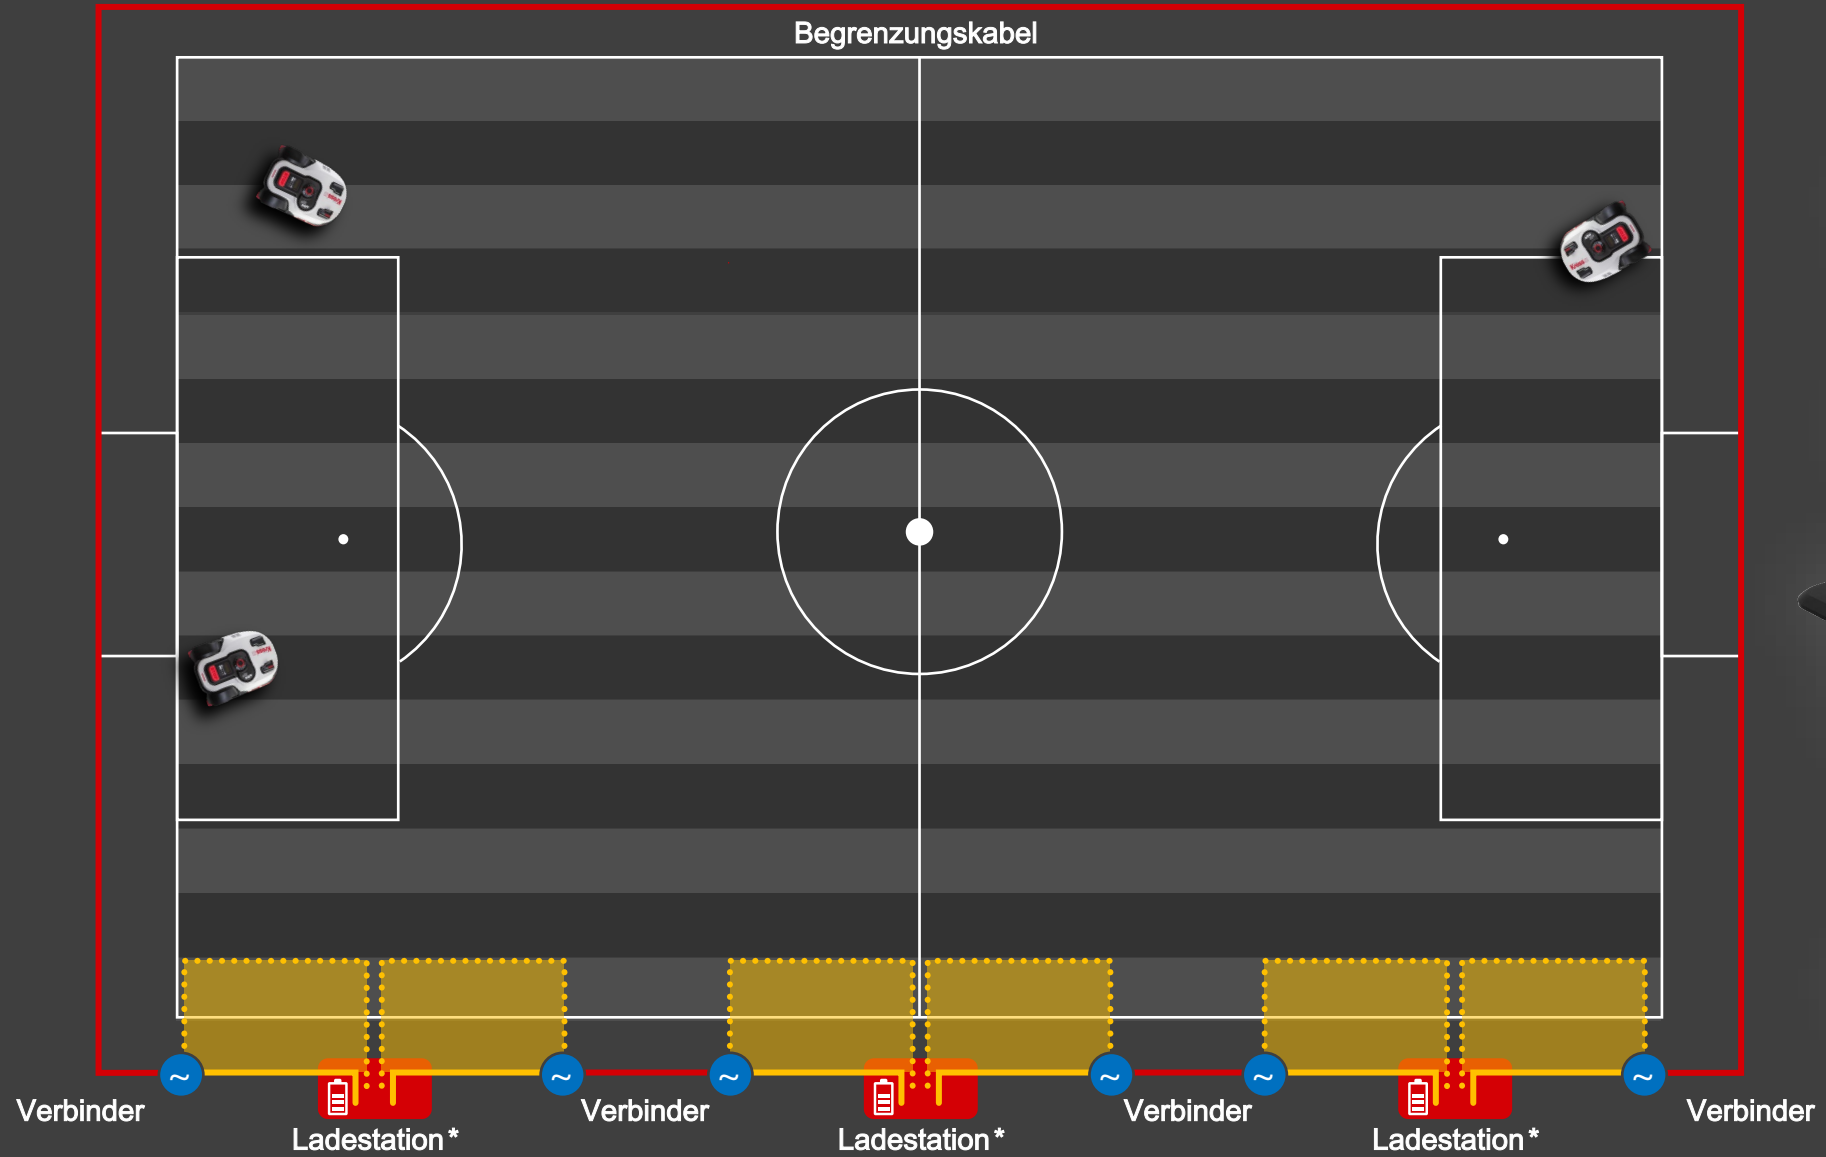 Begrenzungskabel
~ ~ ~ ~ ~ ~
Verbinder Verbinder Verbinder Verbinder
Ladestation* Ladestation* Ladestation*